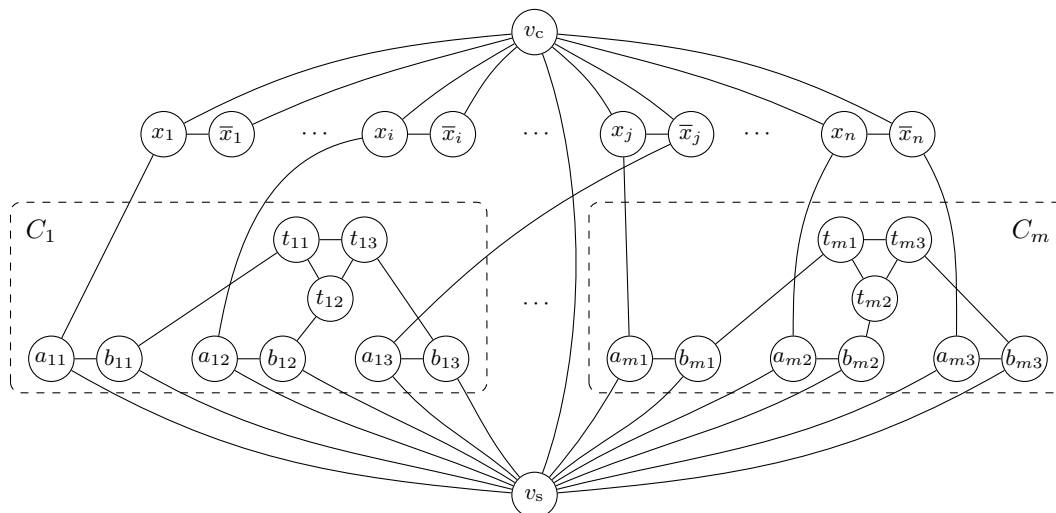 v_c
x_1 x̅_1 ⋯ x_i x̅_i ⋯ x_j x̅_j ⋯ x_n x̅_n
C_1 t_11 t_13 t_m1 t_m3 C_m
t_12 ⋯ t_m2
a_11 b_11 a_12 b_12 a_13 b_13 a_m1 b_m1 a_m2 b_m2 a_m3 b_m3
v_s